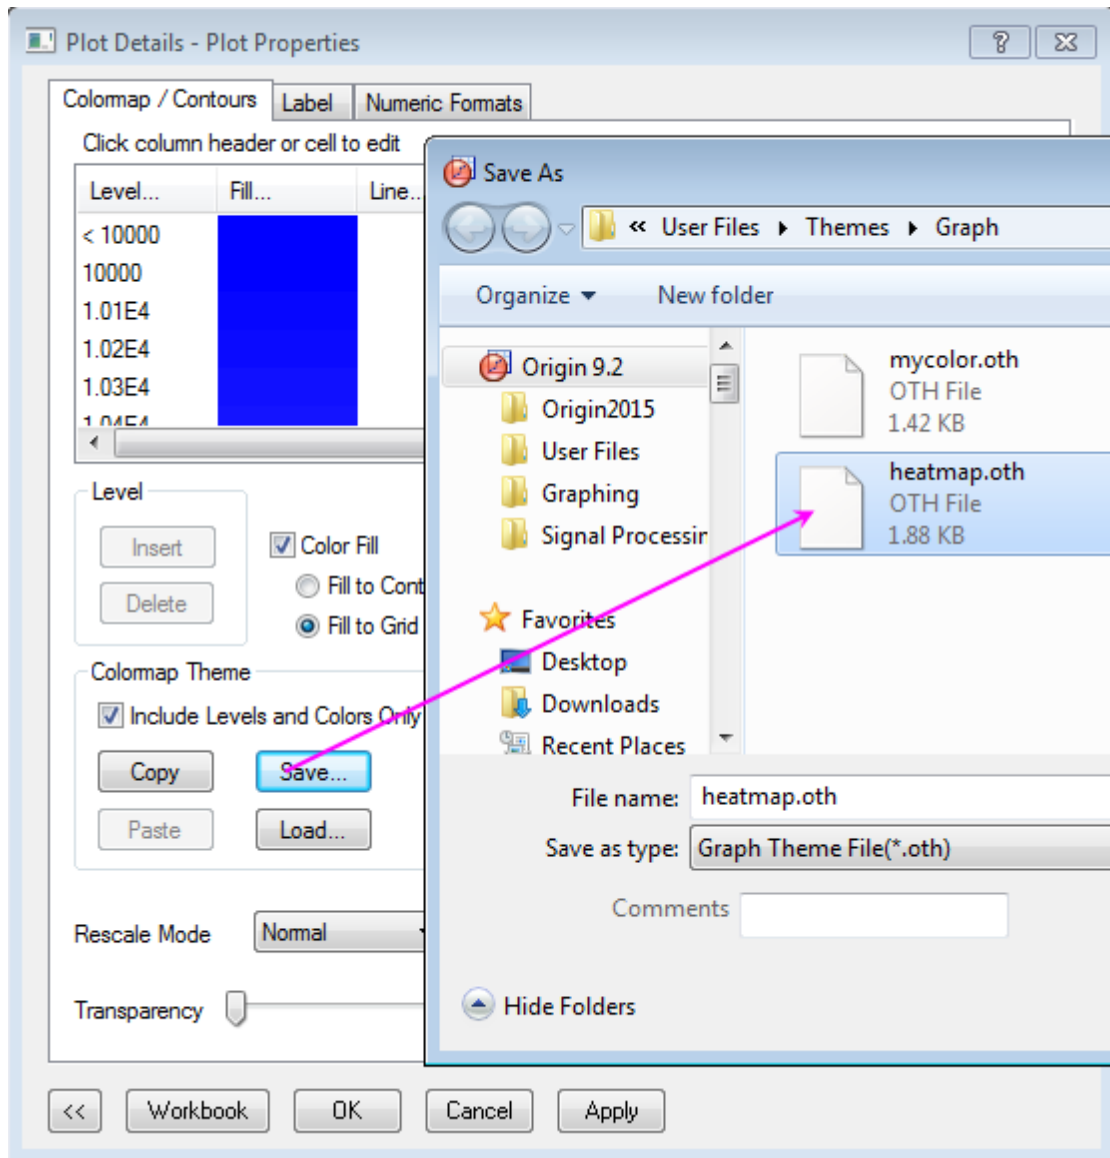 Plot Details - Plot Properties
Colormap / Contours
Label
Numeric Formats
Click column header or cell to edit
Level...
Fill...
Line...
< 10000
10000
1.01E4
1.02E4
1.03E4
1.04E4
Level
Insert
Delete
Color Fill
Fill to Cont
Fill to Grid
Colormap Theme
Include Levels and Colors Only
Copy
Save...
Paste
Load...
Rescale Mode
Normal
Transparency
<<
Workbook
OK
Cancel
Apply
Save As
« User Files Themes Graph
Organize
New folder
Origin 9.2
Origin2015
User Files
Graphing
Signal Processin
Favorites
Desktop
Downloads
Recent Places
mycolor.oth
OTH File
1.42 KB
heatmap.oth
OTH File
1.88 KB
File name: heatmap.oth
Save as type: Graph Theme File(*.oth)
Comments
Hide Folders